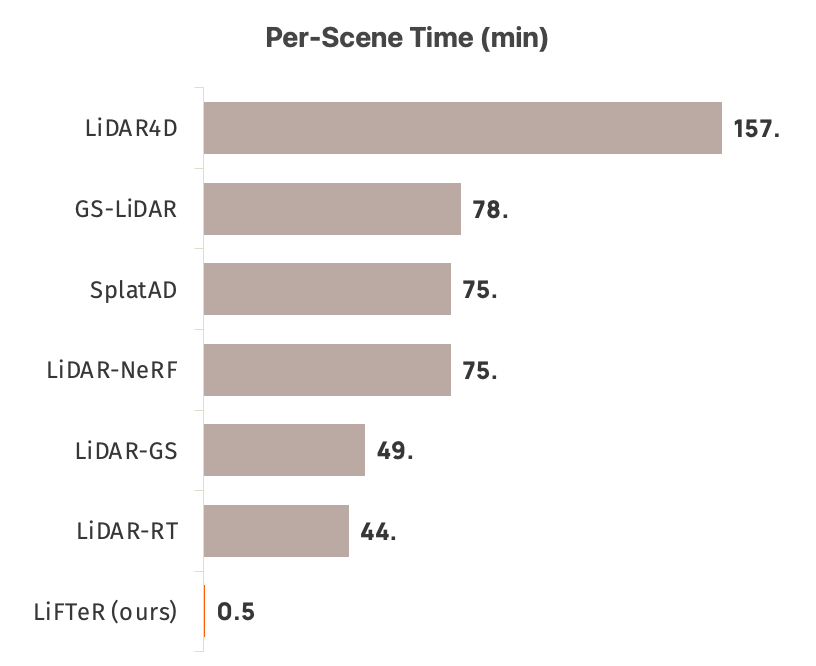 Per-Scene Time (min)
LiDAR4D 157.
GS-LiDAR 78.
SplatAD 75.
LiDAR-NeRF 75.
LiDAR-GS 49.
LiDAR-RT 44.
LiFTeR (ours) 0.5